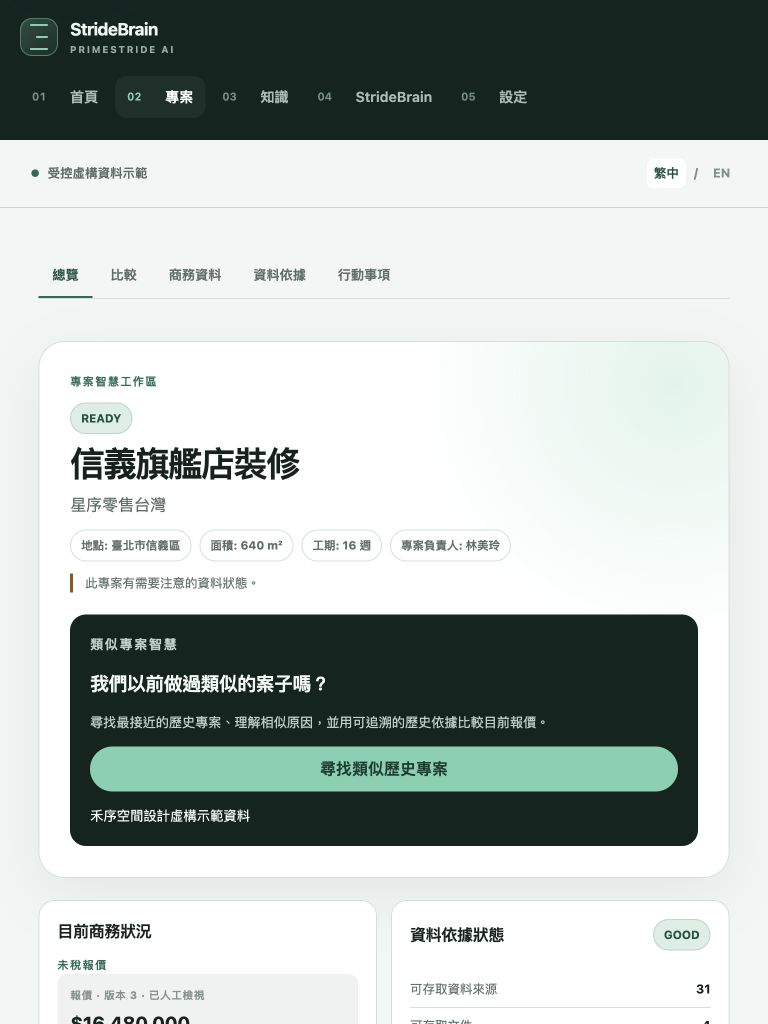 StrideBrain
PRIMESTRIDE AI
01 首頁 02 專案 03 知識 04 StrideBrain 05 設定
受控虛構資料示範
繁中 / EN
總覽 比較 商務資料 資料依據 行動事項
專案智慧工作區
READY
信義旗艦店裝修
星序零售台灣
地點: 臺北市信義區 面積: 640 m² 工期: 16 週 專案負責人: 林美玲
此專案有需要注意的資料狀態。
類似專案智慧
我們以前做過類似的案子嗎？
尋找最接近的歷史專案、理解相似原因，並用可追溯的歷史依據比較目前報價。
尋找類似歷史專案
禾序空間設計虛構示範資料
目前商務狀況
未稅報價
報價 · 版本 3 · 已人工檢視
$16,480,000
資料依據狀態
GOOD
可存取資料來源 31
可存取文件